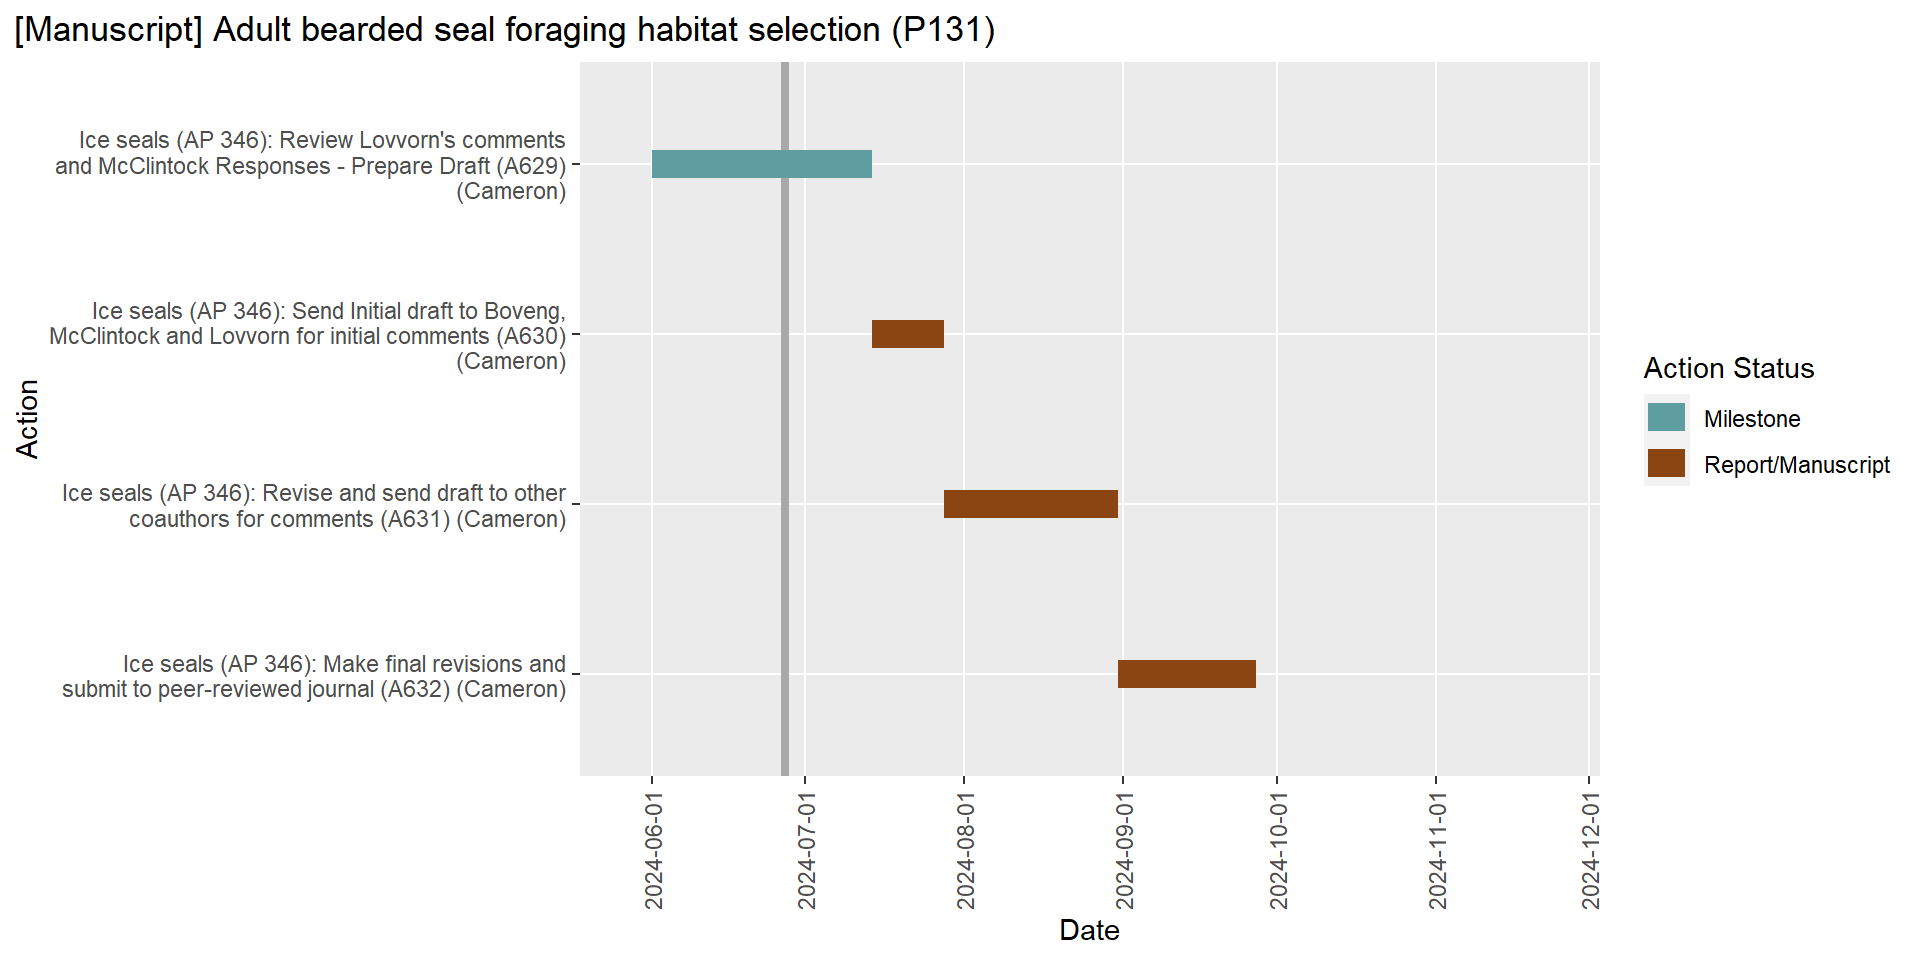 [Manuscript] Adult bearded seal foraging habitat selection (P131)
Ice seals (AP 346): Review Lovvorn's comments
and McClintock Responses - Prepare Draft (A629)
(Cameron)
Ice seals (AP 346): Send Initial draft to Boveng,
McClintock and Lovvorn for initial comments (A630)
(Cameron)
Ice seals (AP 346): Revise and send draft to other
coauthors for comments (A631) (Cameron)
Ice seals (AP 346): Make final revisions and
submit to peer-reviewed journal (A632) (Cameron)
Action
2024-06-01
2024-07-01
2024-08-01
2024-09-01
2024-10-01
2024-11-01
2024-12-01
Date
Action Status
Milestone
Report/Manuscript